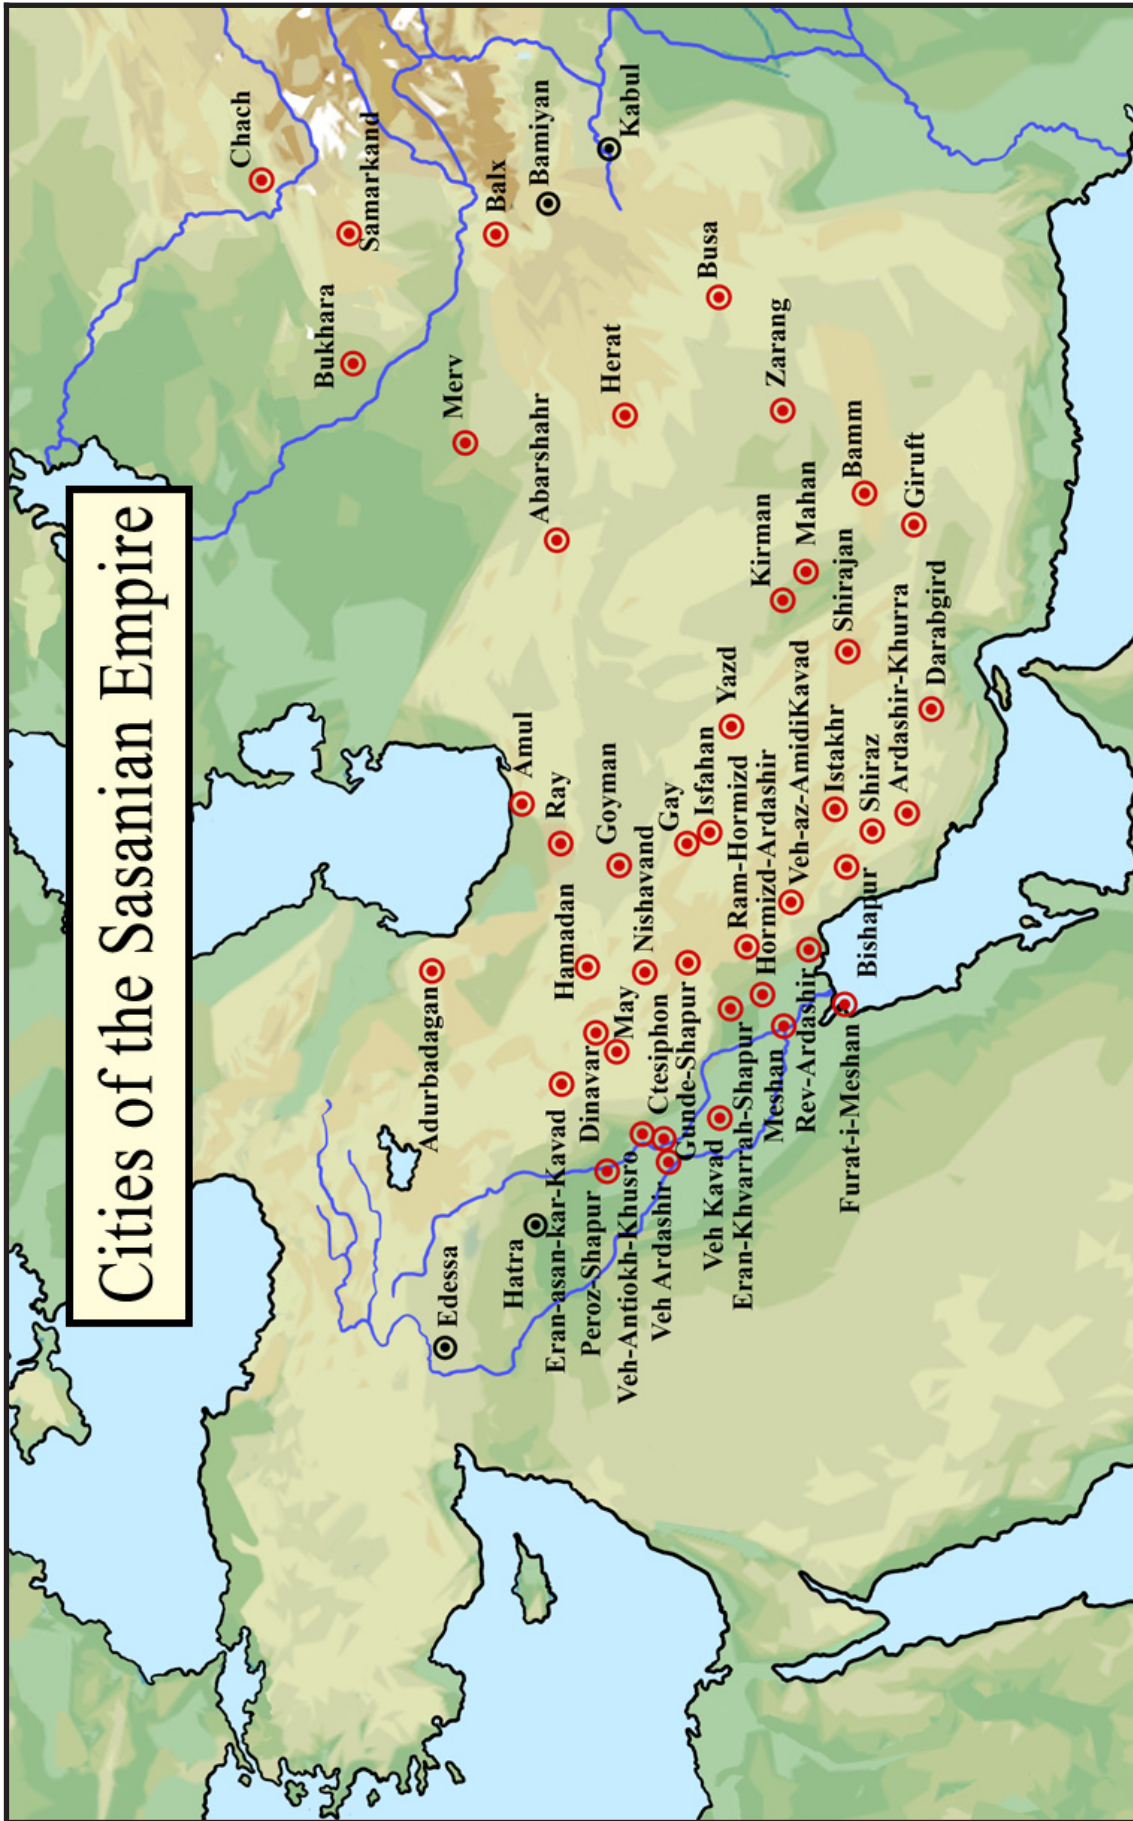 Cities of the Sasanian Empire
Chach
Samarkand
Bukhara
Balx
Bamiyan
Kabul
Merv
Abarshahr
Herat
Busa
Zarang
Bamm
Giruft
Kirman
Mahan
Shirajan
Darabgird
Ardashir-Khurra
Yazd
Veh-az-AmidiKavad
Istakhr
Shiraz
Amul
Ray
Goyman
Gay
Isfahan
Adurbadagan
Hamadan
Nishavand
Ram-Hormizd
Hormizd-Ardashir
Bishapur
Dinavar
May
Ctesiphon
Gunde-Shapur
Edessa
Hatra
Eran-asan-kar-Kavad
Peroz-Shapur
Veh-Antiokh-Khusro
Veh Ardashir
Veh Kavad
Eran-Khvarrah-Shapur
Meshan
Rev-Ardashir
Furat-i-Meshan